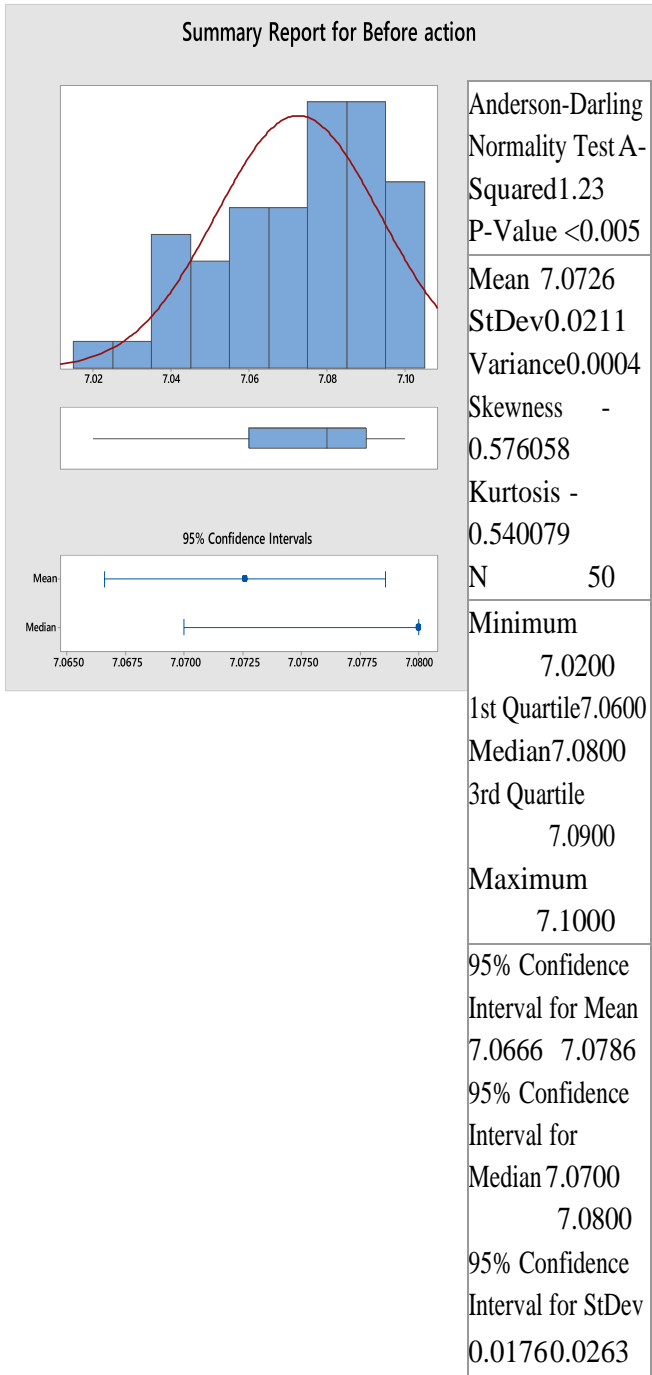 Summary Report for Before action
7.02 7.04 7.06 7.08 7.10
95% Confidence Intervals
Mean
Median
7.0650 7.0675 7.0700 7.0725 7.0750 7.0775 7.0800
Anderson-Darling
Normality Test A-
Squared1.23
P-Value <0.005
Mean 7.0726
StDev0.0211
Variance0.0004
Skewness -
0.576058
Kurtosis -
0.540079
N 50
Minimum
7.0200
1st Quartile7.0600
Median7.0800
3rd Quartile
7.0900
Maximum
7.1000
95% Confidence
Interval for Mean
7.0666 7.0786
95% Confidence
Interval for
Median 7.0700
7.0800
95% Confidence
Interval for StDev
0.01760.0263